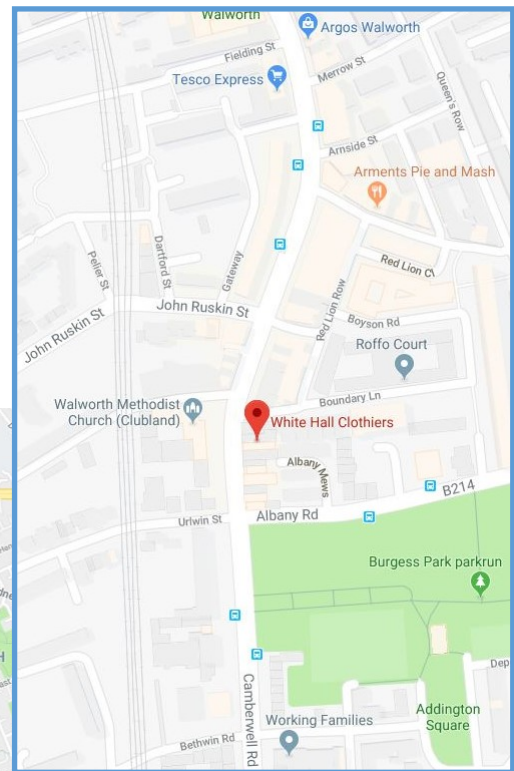 Walworth
Argos Walworth
Fielding St
Tesco Express
Merrow St
Queen's Row
Arnside St
Arments Pie and Mash
Pelier St
Dartford St
Gateway
Red Lion Cl
John Ruskin St
John Ruskin St
Red Lion Row
Boyson Rd
Roffo Court
Boundary Ln
Walworth Methodist
Church (Clubland)
White Hall Clothiers
Albany Mews
B214
Urlwin St
Albany Rd
Burgess Park parkrun
Camberwell Rd
Addington
Square
Working Families
Bethwin Rd